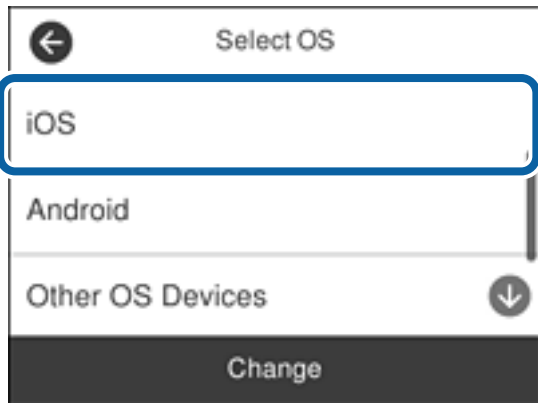 Select OS
iOS
Android
Other OS Devices
Change